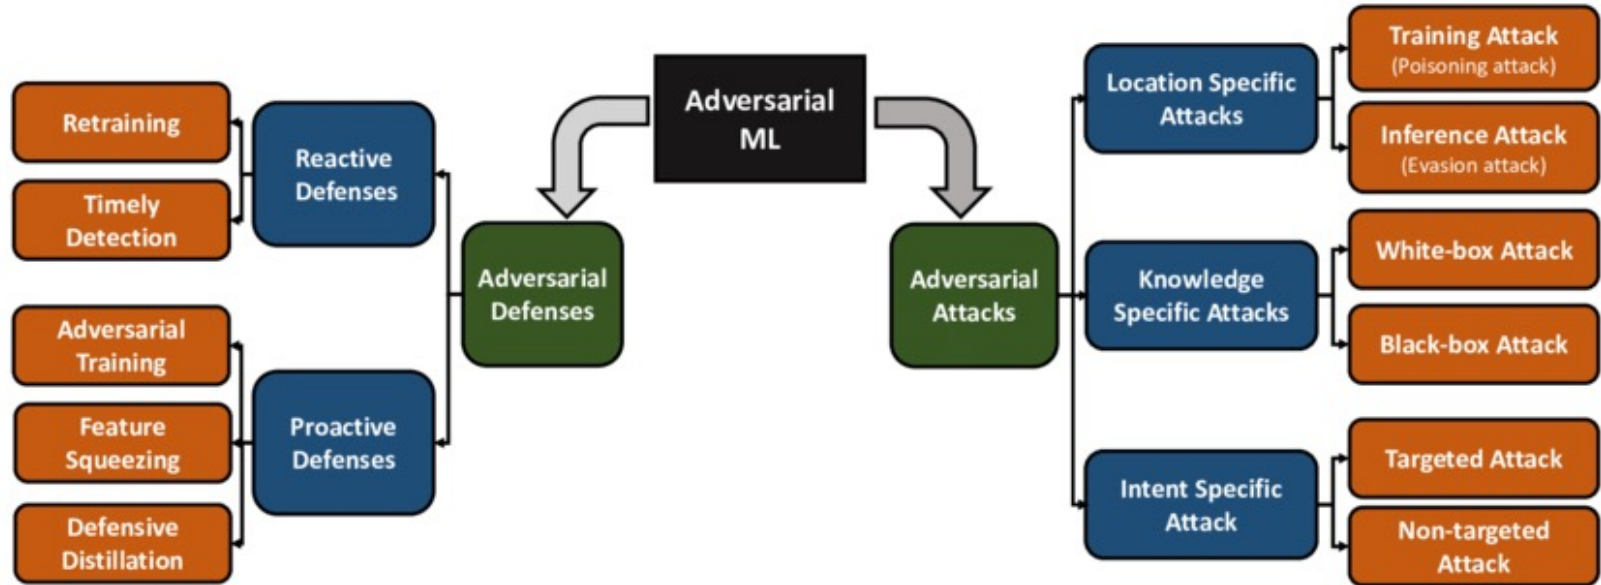 Adversarial
ML
Adversarial
Defenses
Reactive
Defenses
Retraining
Timely
Detection
Proactive
Defenses
Adversarial
Training
Feature
Squeezing
Defensive
Distillation
Adversarial
Attacks
Location Specific
Attacks
Training Attack
(Poisoning attack)
Inference Attack
(Evasion attack)
Knowledge
Specific Attacks
White-box Attack
Black-box Attack
Intent Specific
Attack
Targeted Attack
Non-targeted
Attack